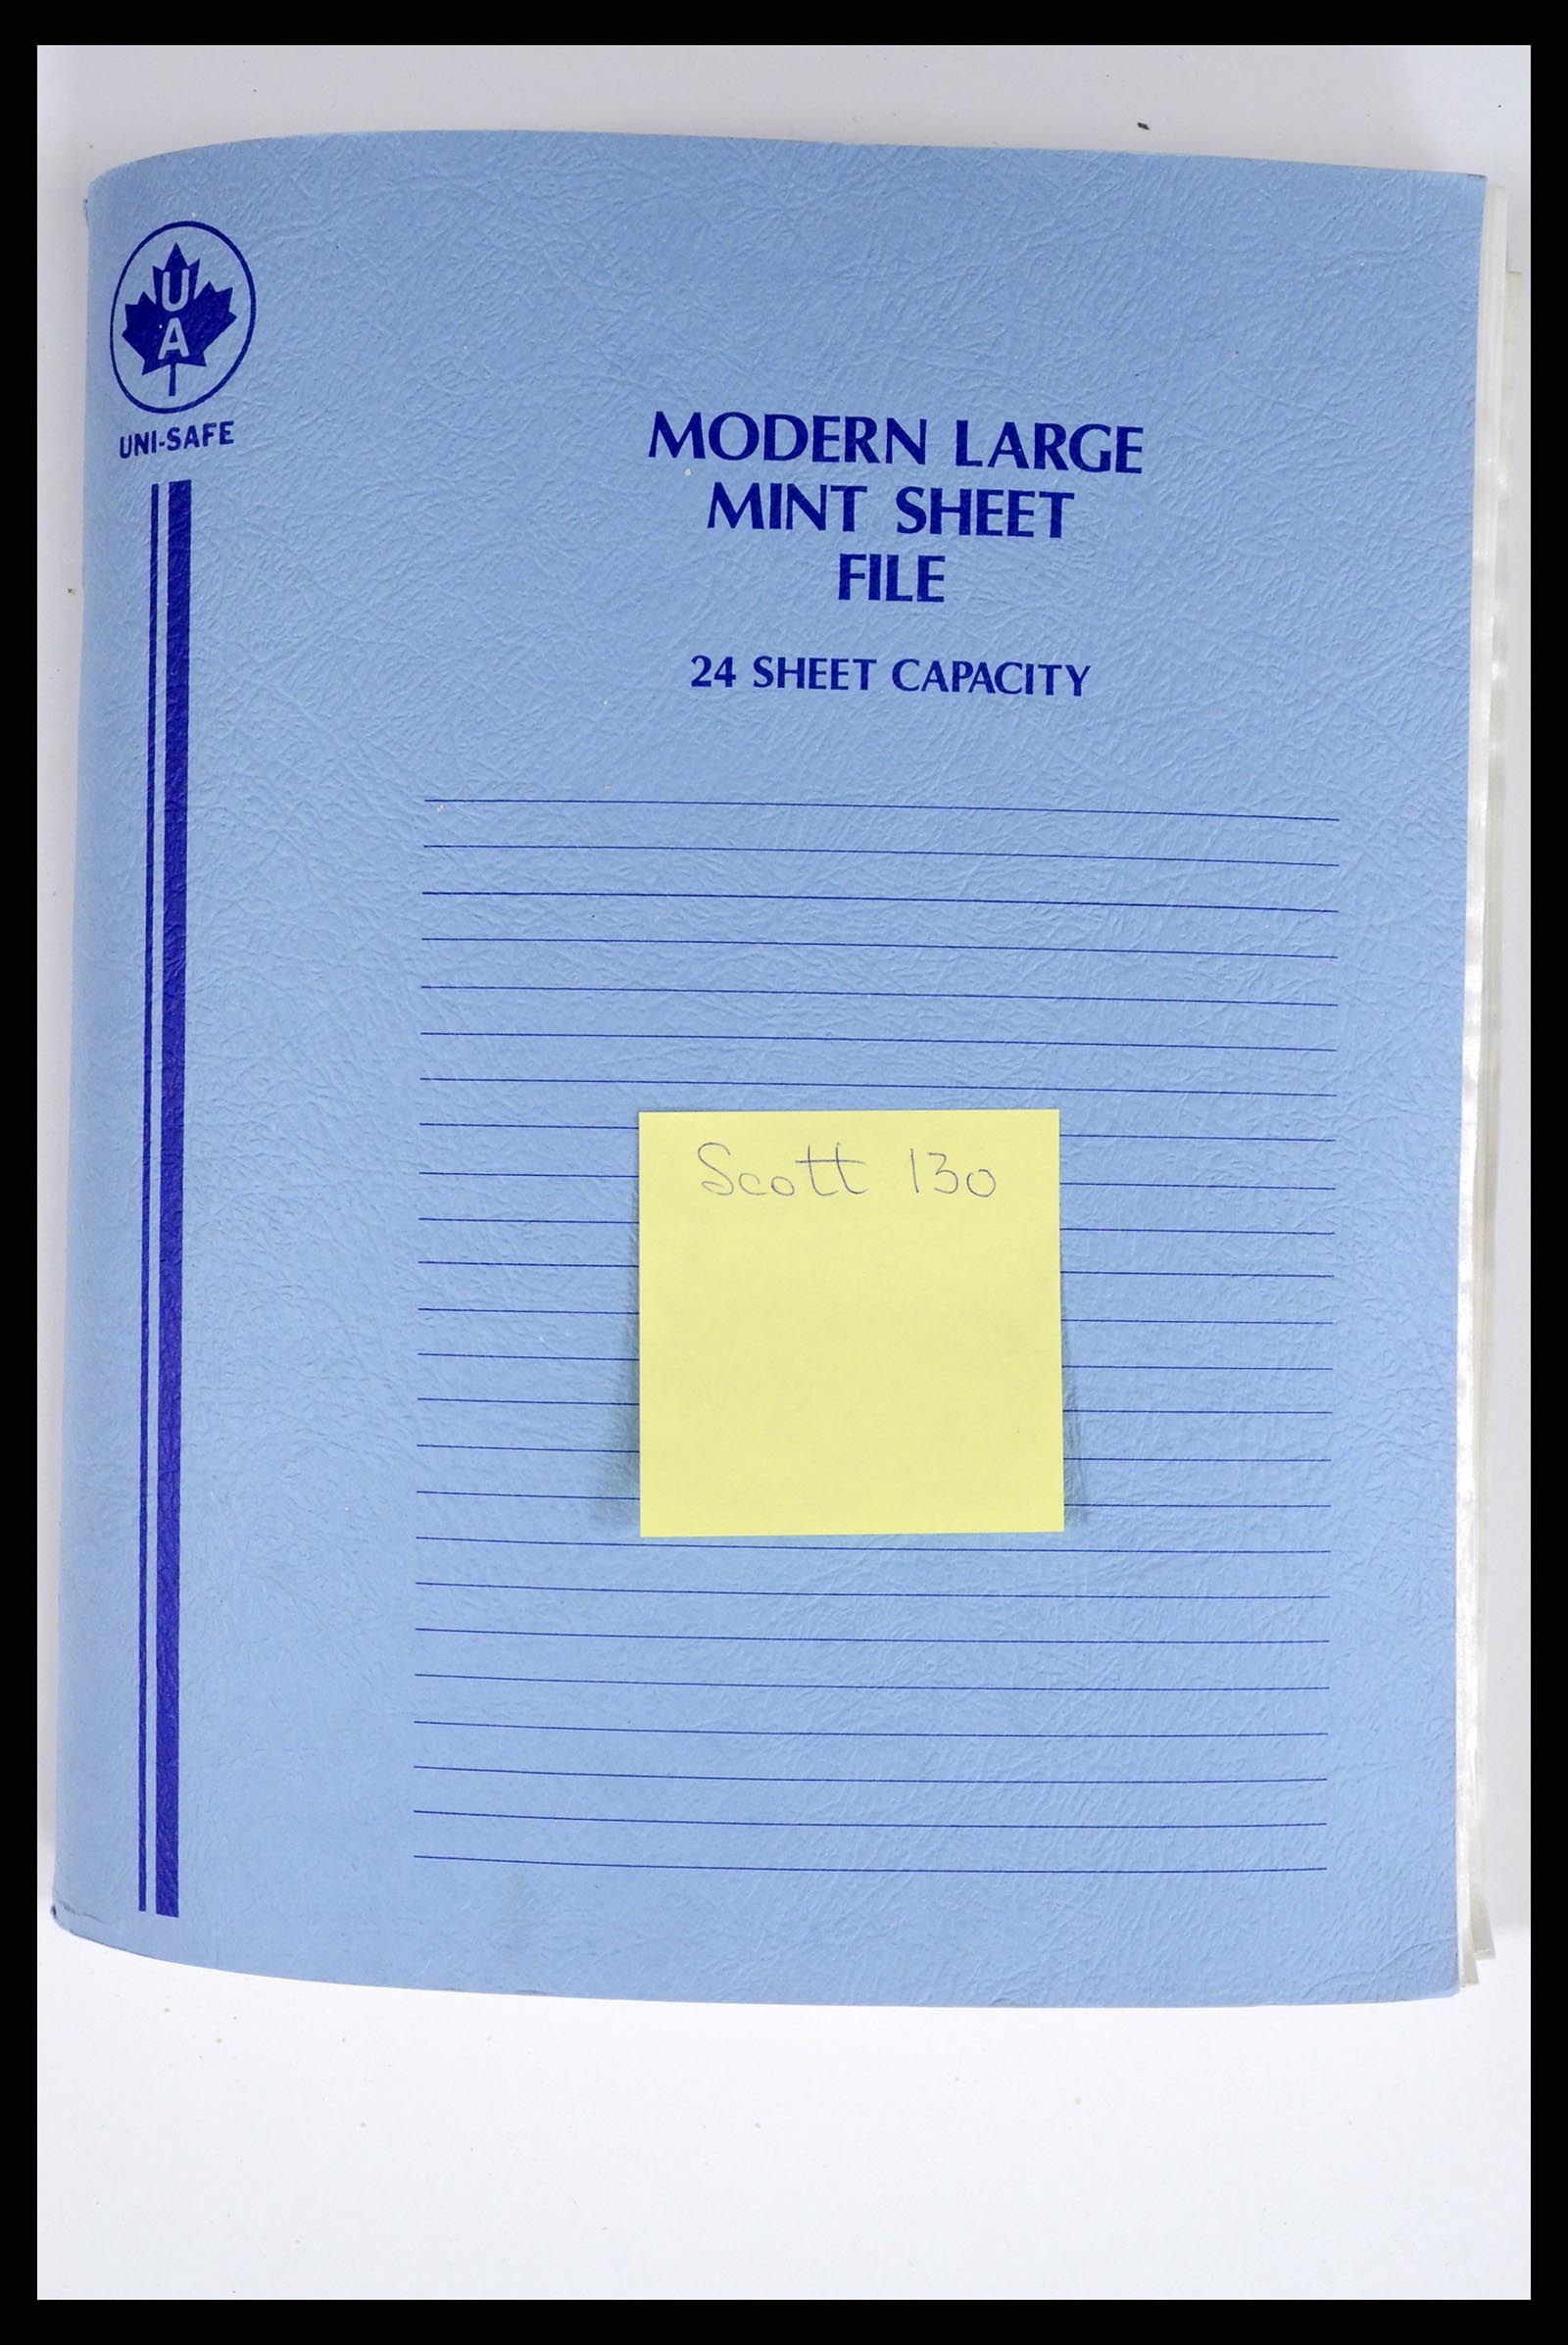 U
A
UNI-SAFE
MODERN LARGE
MINT SHEET
FILE
24 SHEET CAPACITY
Scott 130